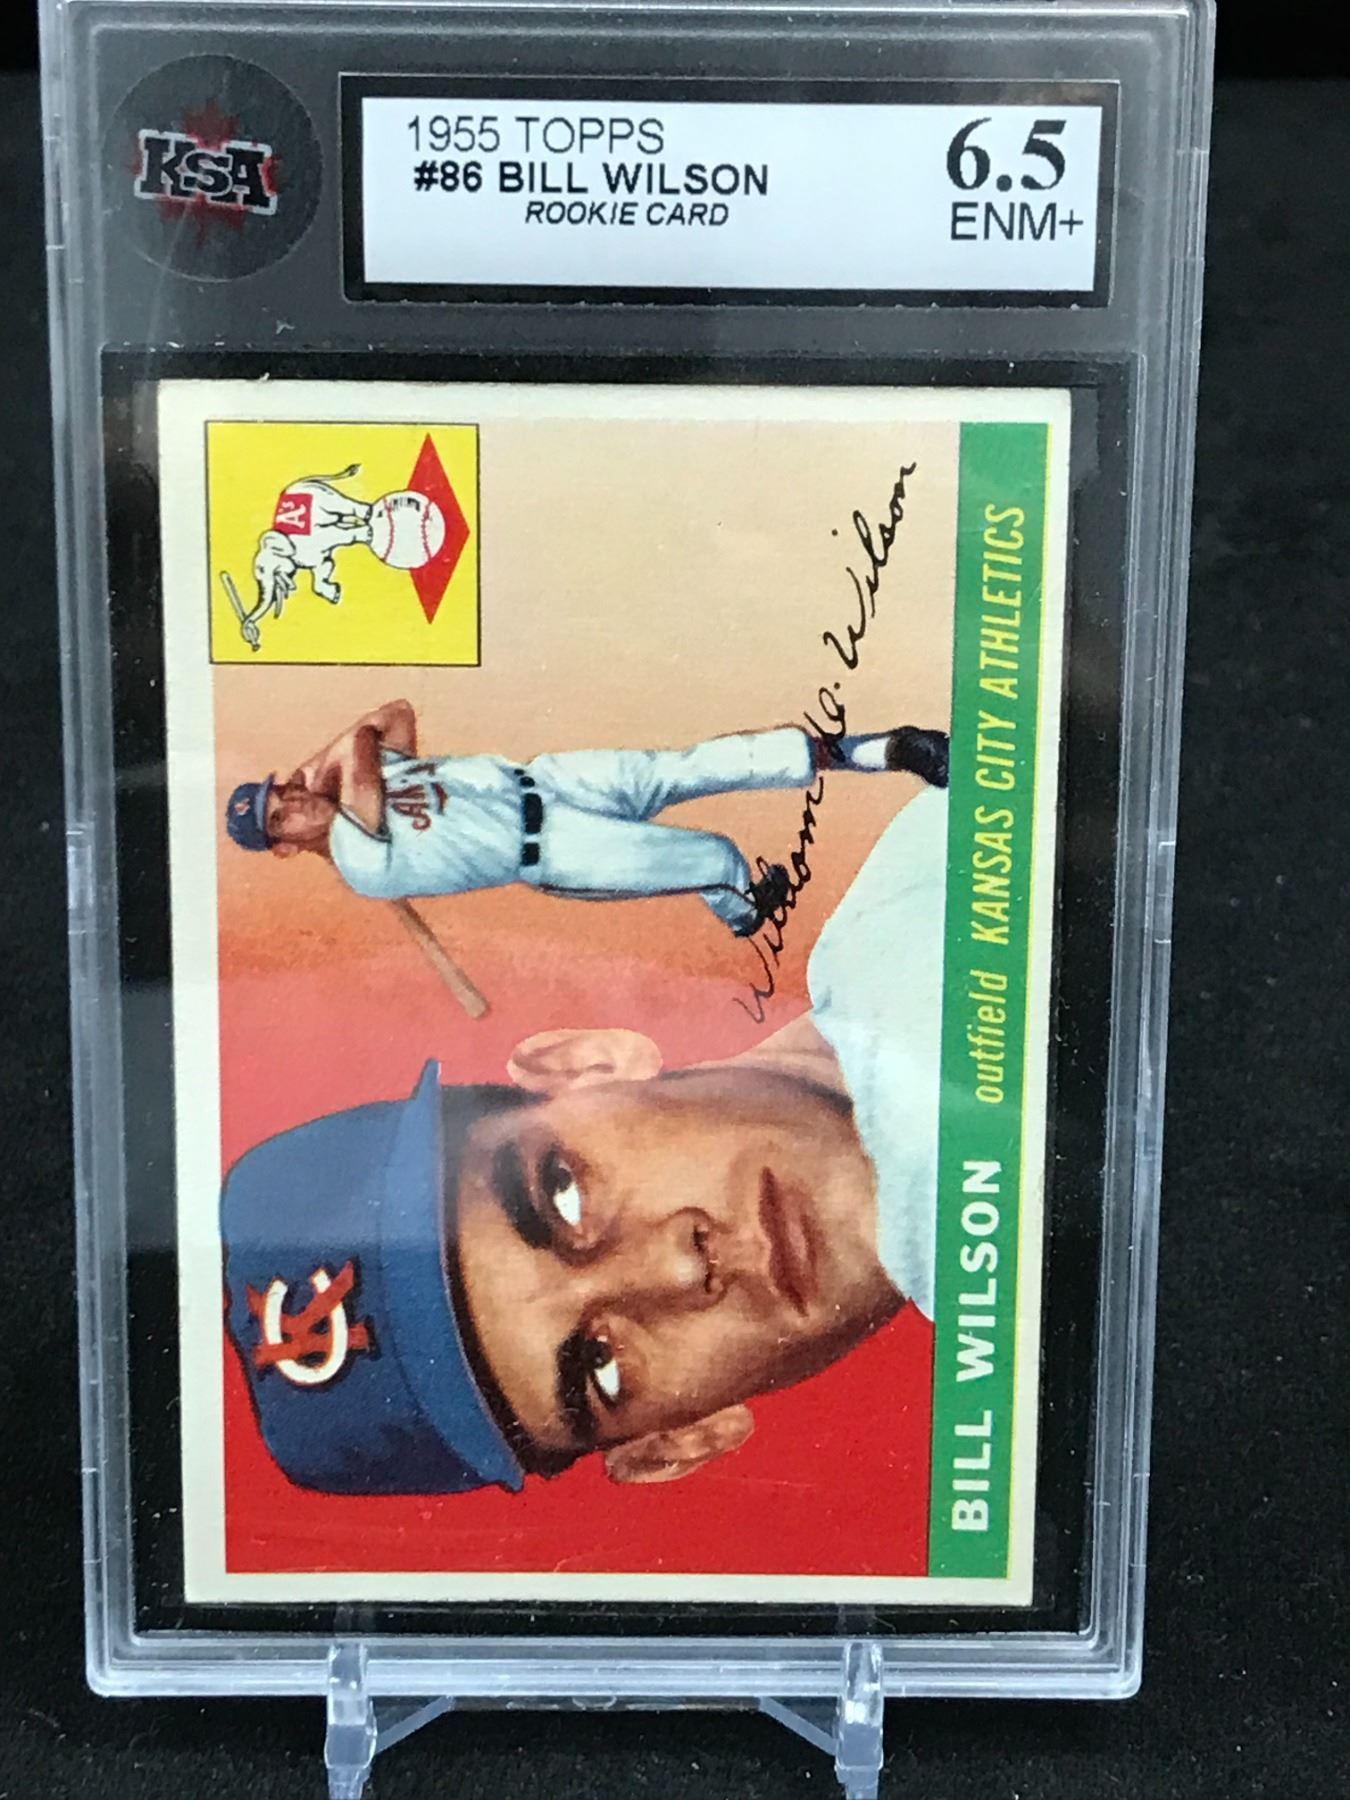 KSA
1955 TOPPS
#86 BILL WILSON
ROOKIE CARD
6.5
ENM+
A's
KC
William D. Wilson
BILL WILSON outfield KANSAS CITY ATHLETICS